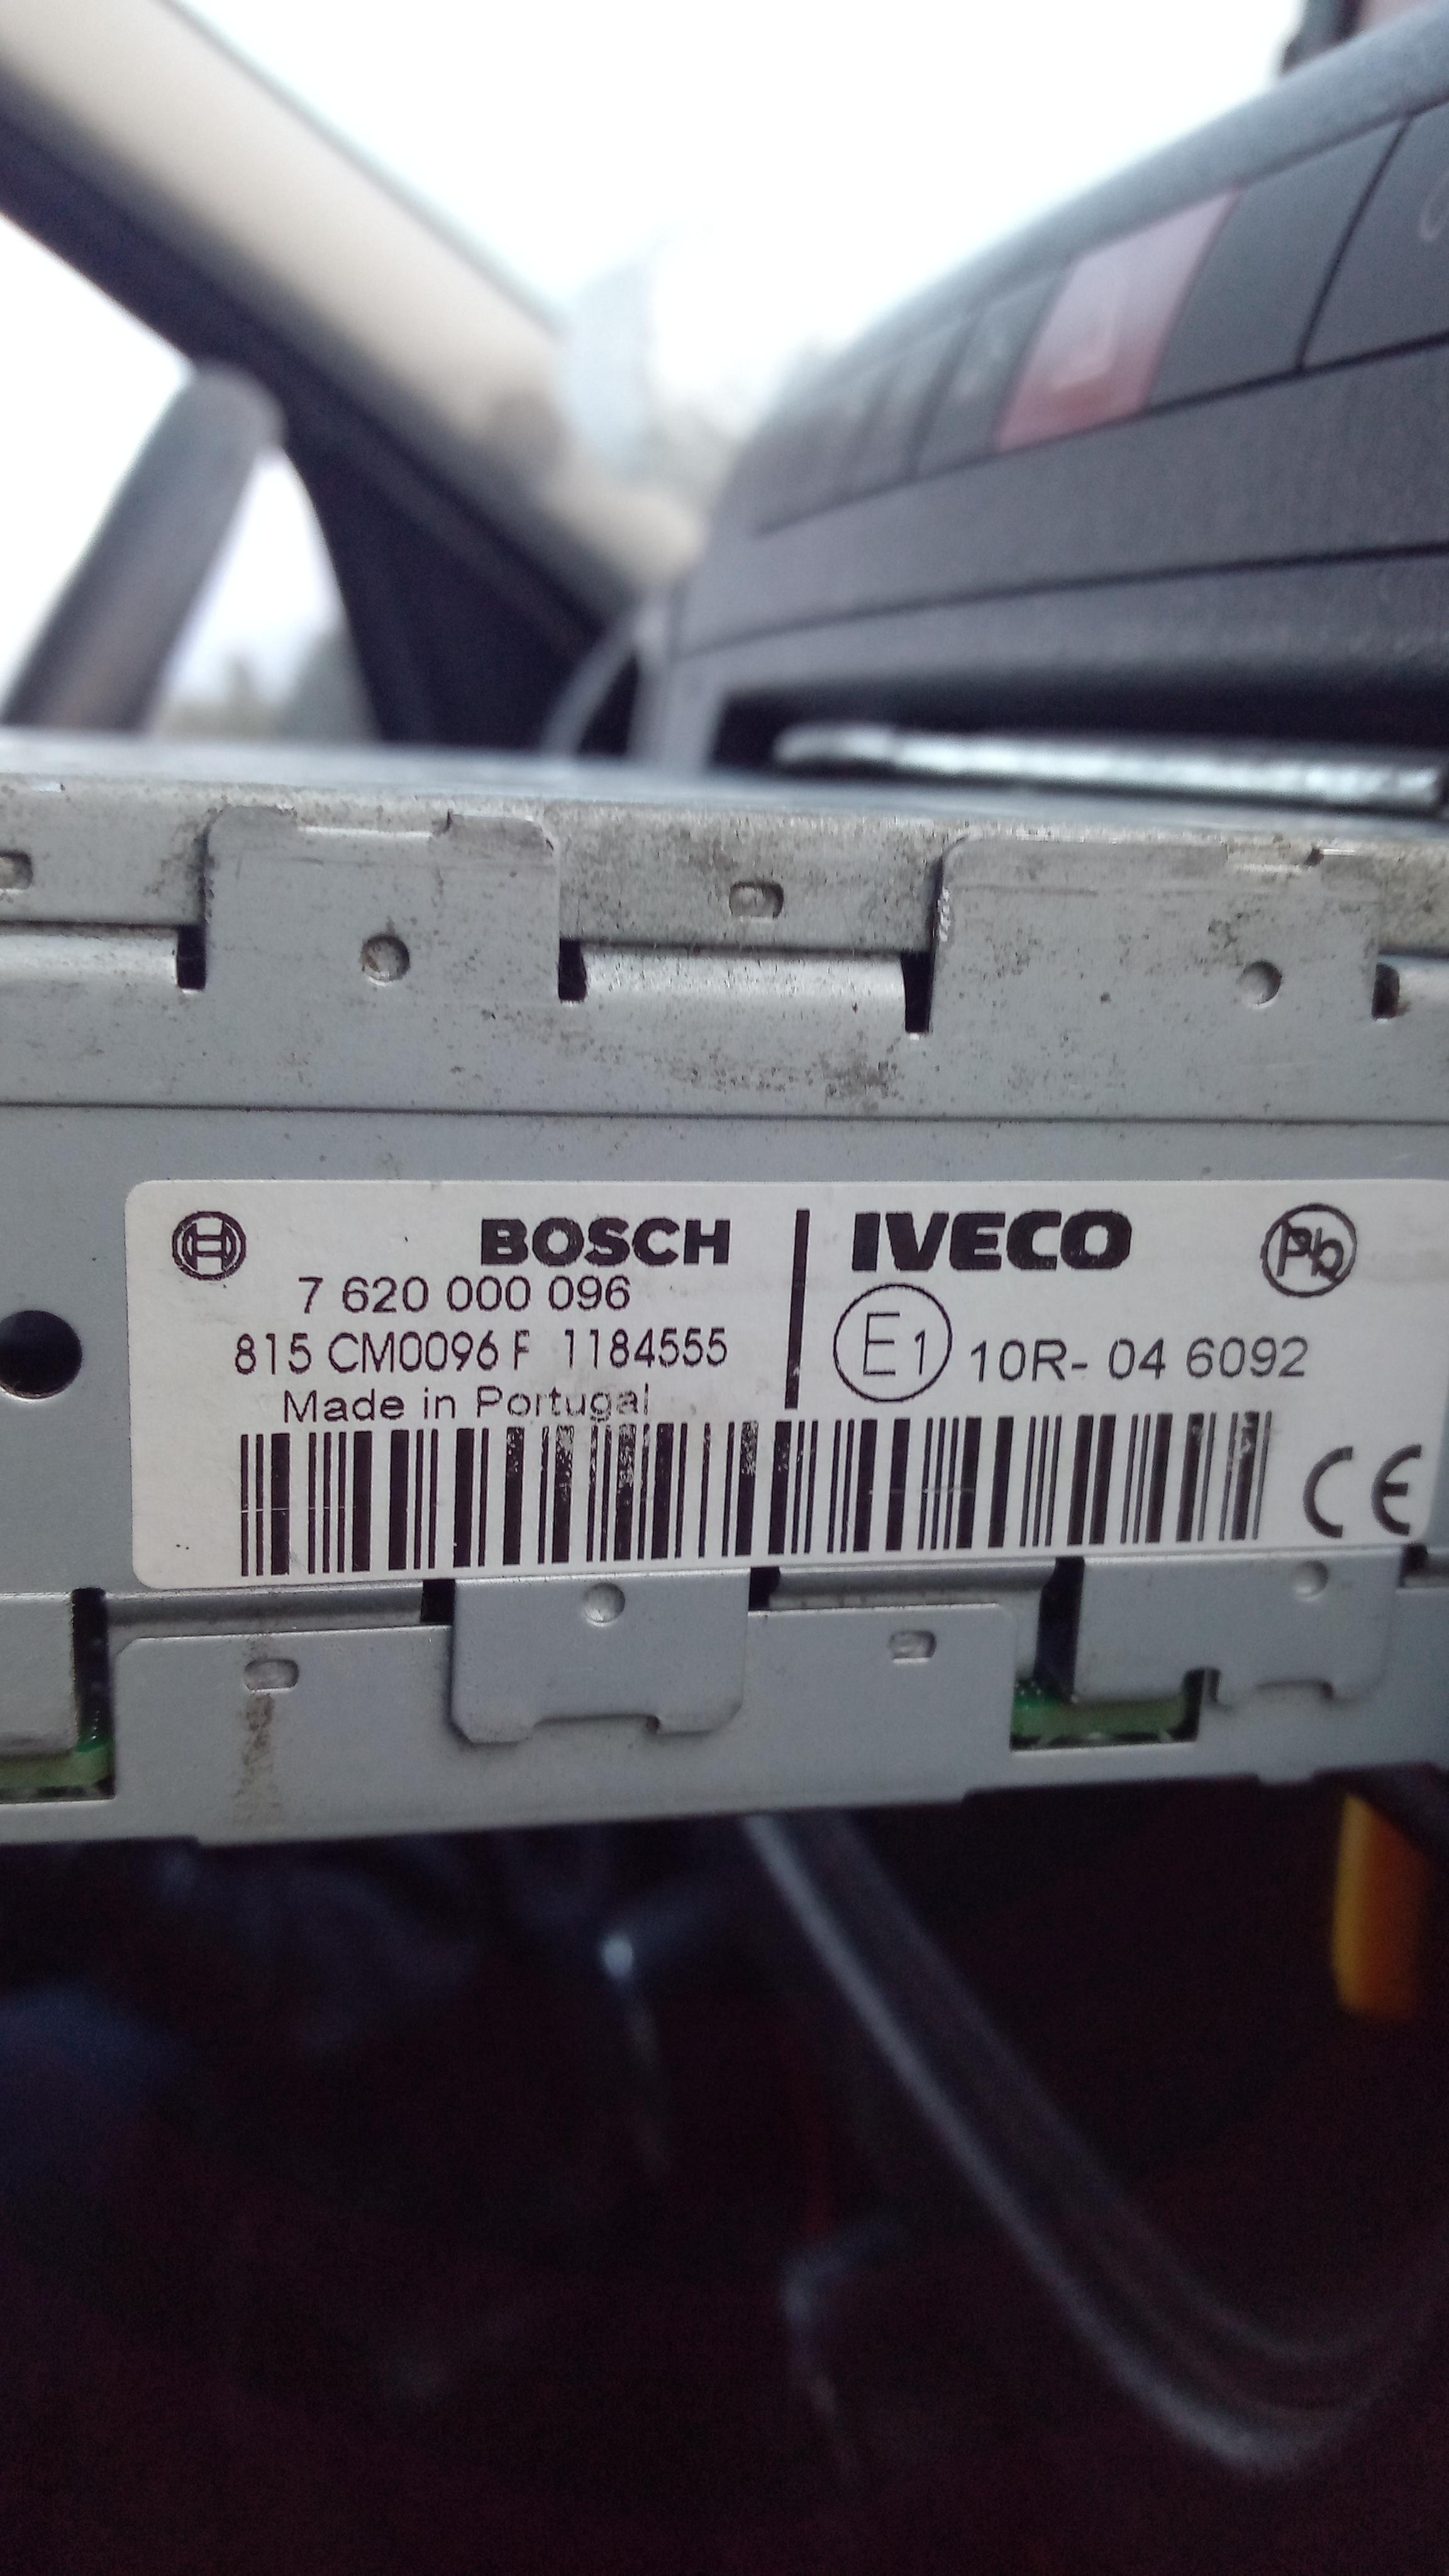 BOSCH
7 620 000 096
815 CM0096 F 1184555
Made in Portugal
IVECO
Pb
E1 10R- 04 6092
CE